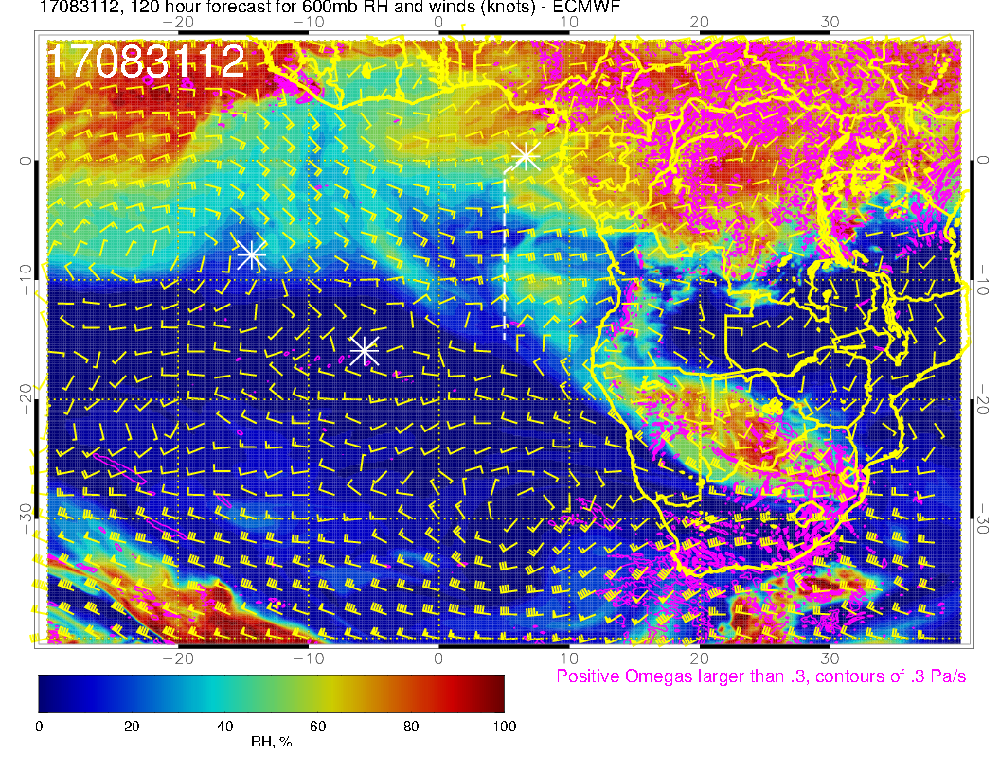 17083112, 120 hour forecast for 600mb RH and winds (knots) - ECMWF
−20 −10 0 10 20 30
17083112
0 0
−10 −10
−20 −20
−30 −30
−20 −10 0 10 20 30
Positive Omegas larger than .3, contours of .3 Pa/s
0 20 40 60 80 100
RH, %